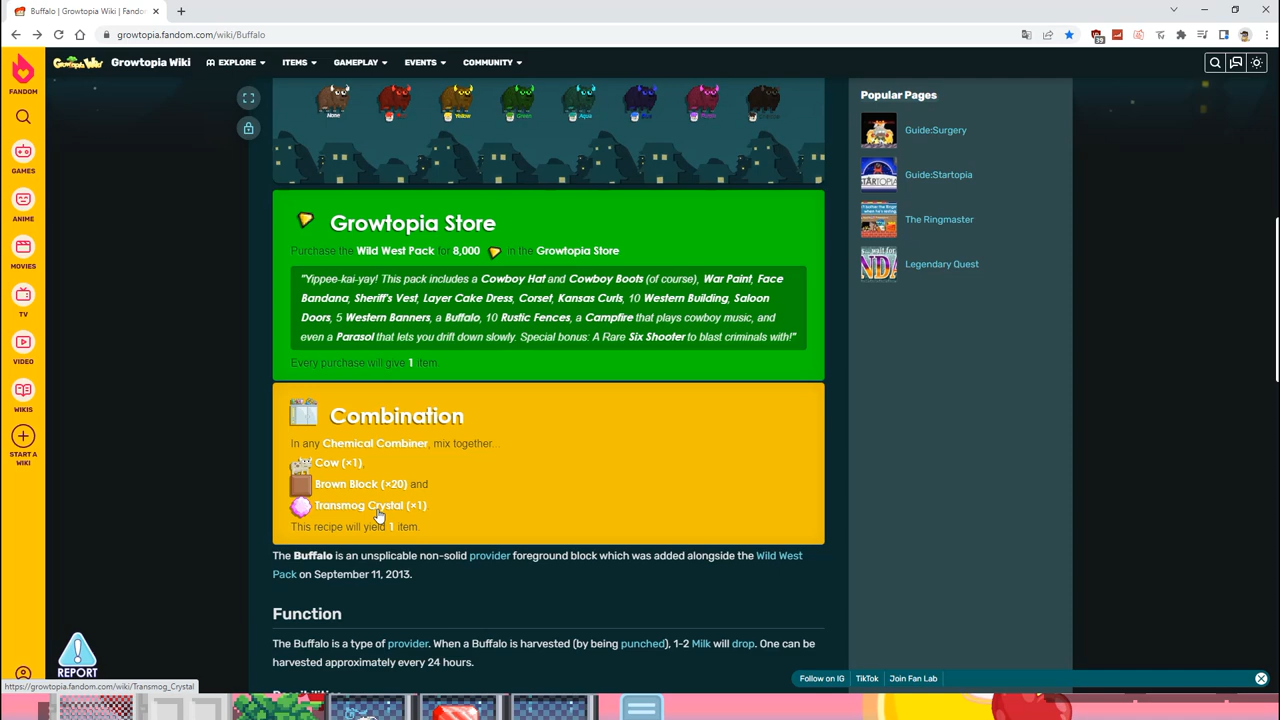 Buffalo | Growtopia Wiki | Fandom
growtopia.fandom.com/wiki/Buffalo
39
FANDOM
GAMES
ANIME
MOVIES
TV
VIDEO
WIKIS
START A
WIKI
Growtopia Wiki
EXPLORE
ITEMS
GAMEPLAY
EVENTS
COMMUNITY
None
Red
Yellow
Green
Aqua
Blue
Purple
Growtopia Store
Purchase the Wild West Pack for 8,000 in the Growtopia Store
"Yippee-kai-yay! This pack includes a Cowboy Hat and Cowboy Boots (of course), War Paint, Face
Bandana, Sheriff's Vest, Layer Cake Dress, Corset, Kansas Curls, 10 Western Building, Saloon
Doors, 5 Western Banners, a Buffalo, 10 Rustic Fences, a Campfire that plays cowboy music, and
even a Parasol that lets you drift down slowly. Special bonus: A Rare Six Shooter to blast criminals with!"
Every purchase will give 1 item.
Combination
In any Chemical Combiner, mix together...
Cow (×1)
Brown Block (×20) and
Transmog Crystal (×1)
This recipe will yield 1 item.
The Buffalo is an unsplicable non-solid provider foreground block which was added alongside the Wild West
Pack on September 11, 2013.
Function
The Buffalo is a type of provider. When a Buffalo is harvested (by being punched), 1-2 Milk will drop. One can be
harvested approximately every 24 hours.
Popular Pages
Guide:Surgery
Guide:Startopia
The Ringmaster
Legendary Quest
REPORT
https://growtopia.fandom.com/wiki/Transmog_Crystal
Follow on IG
TikTok
Join Fan Lab